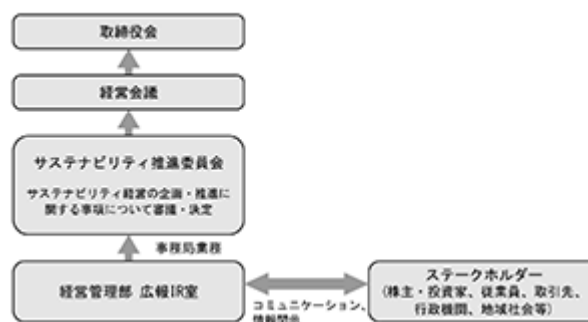 取締役会
経営会議
サステナビリティ推進委員会
サステナビリティ経営の企画・推進に
関する事項について審議・決定
事務局業務
経営管理部 広報IR室
コミュニケーション、
情報開示
ステークホルダー
(株主・投資家、従業員、取引先、
行政機関、地域社会等)